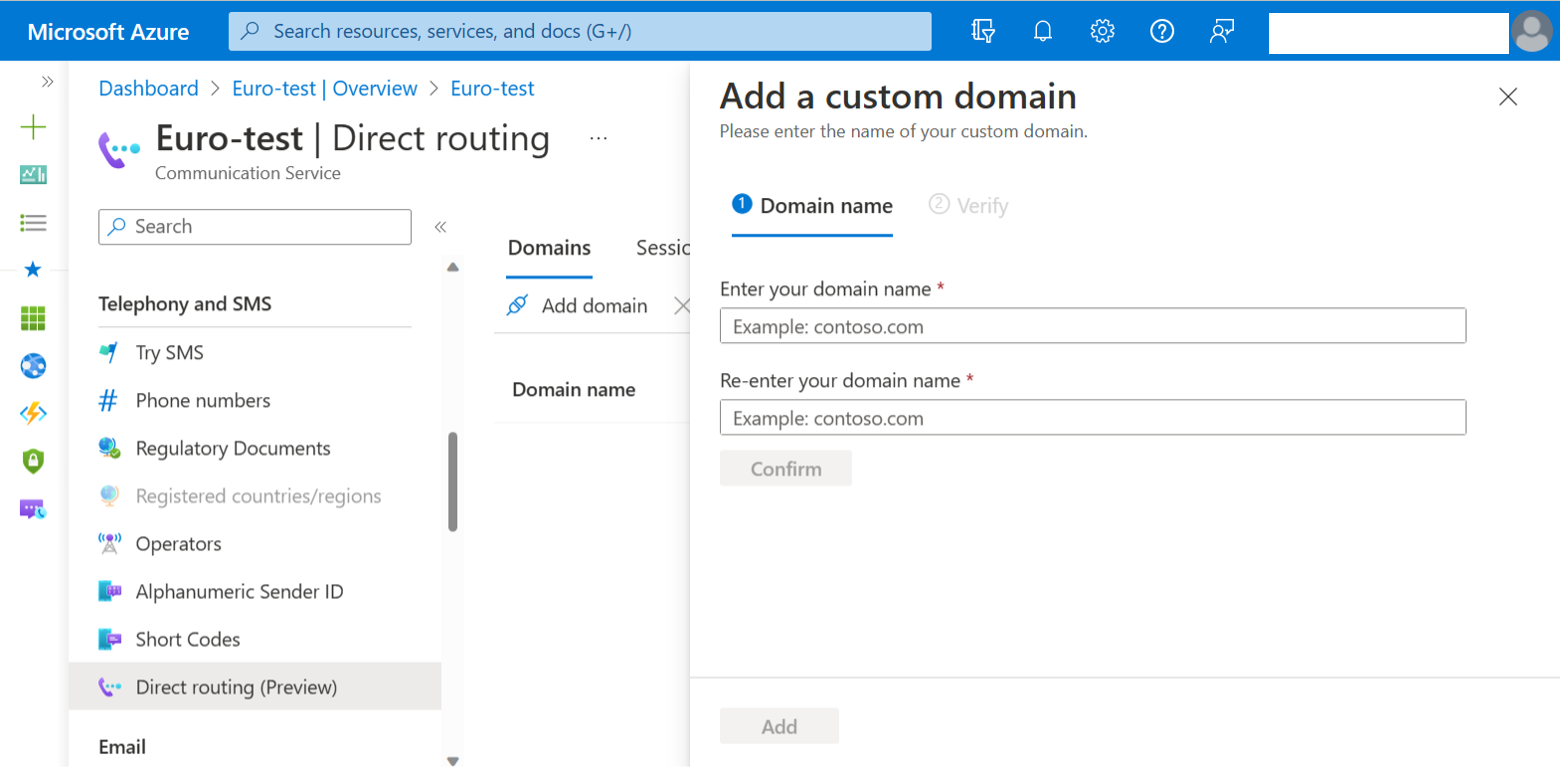 Microsoft Azure
Search resources, services, and docs (G+/)
Dashboard > Euro-test | Overview > Euro-test
Euro-test | Direct routing ...
Communication Service
Search
Telephony and SMS
Try SMS
Phone numbers
Regulatory Documents
Registered countries/regions
Operators
Alphanumeric Sender ID
Short Codes
Direct routing (Preview)
Email
Domains Sessio
Add domain
Domain name
Add a custom domain
Please enter the name of your custom domain.
1 Domain name 2 Verify
Enter your domain name *
Example: contoso.com
Re-enter your domain name *
Example: contoso.com
Confirm
Add